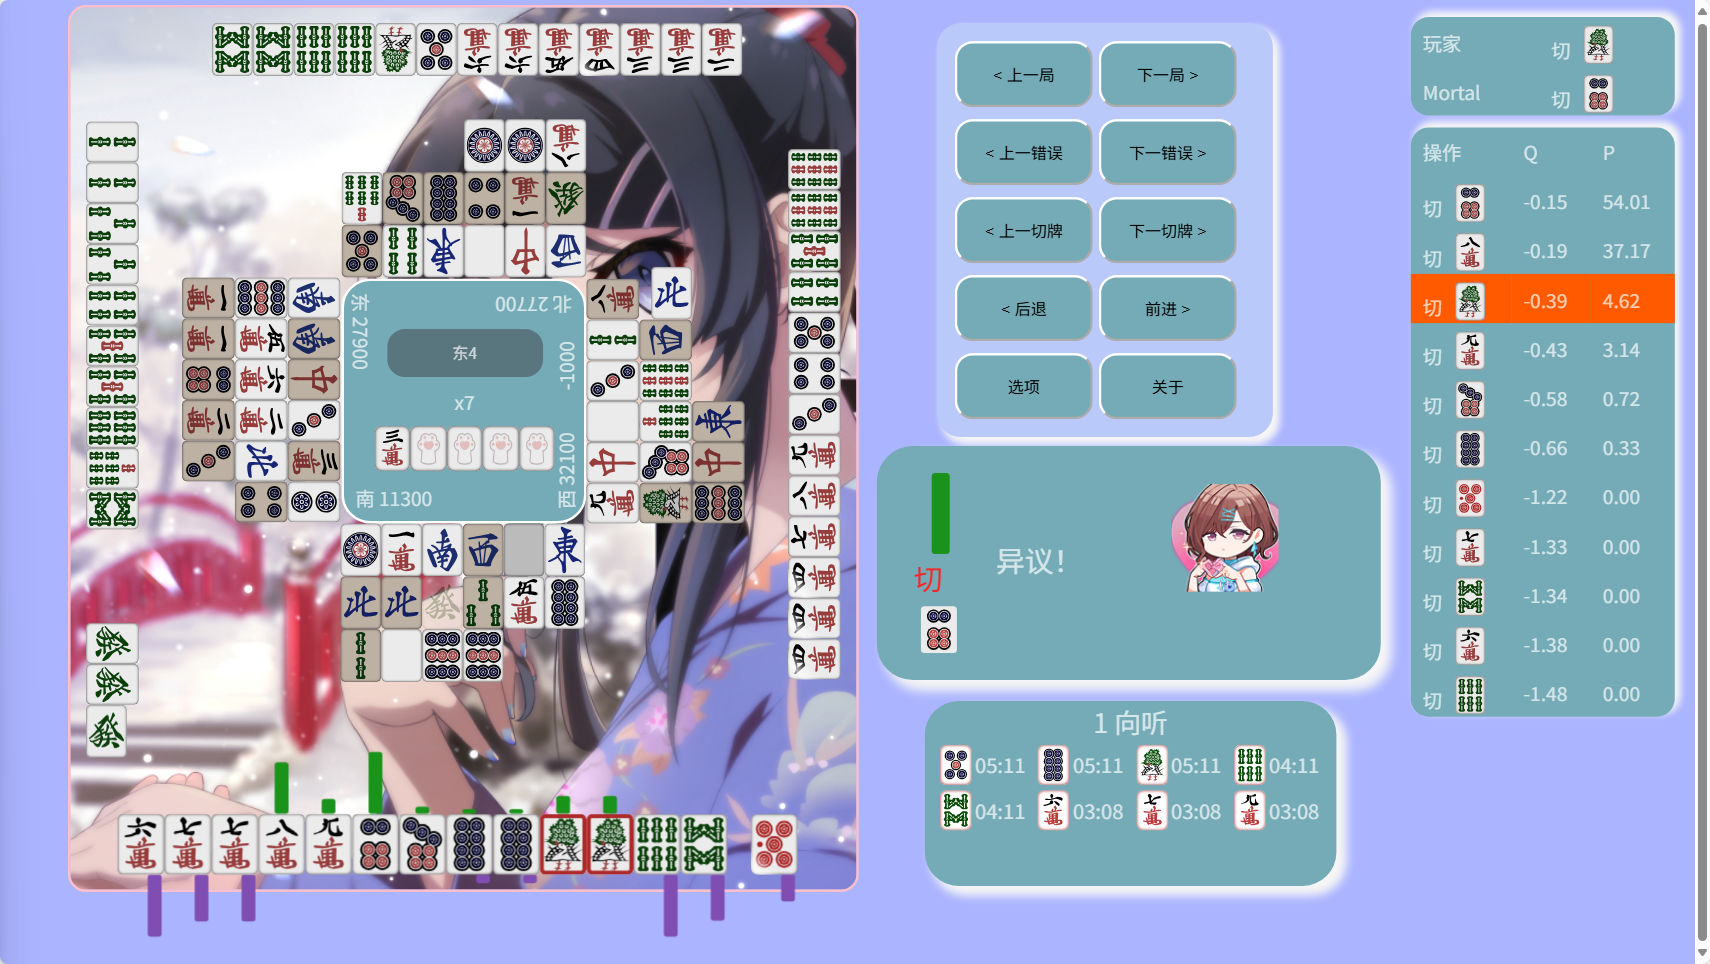 东 27900
北 27700
东4
-1000
x7
南 11300
西 32100
< 上一局
下一局 >
< 上一错误
下一错误 >
< 上一切牌
下一切牌 >
< 后退
前进 >
选项
关于
切
异议!
1 向听
05:11
05:11
05:11
04:11
04:11
03:08
03:08
03:08
玩家 切
Mortal 切
操作 Q P
切 -0.15 54.01
切 -0.19 37.17
切 -0.39 4.62
切 -0.43 3.14
切 -0.58 0.72
切 -0.66 0.33
切 -1.22 0.00
切 -1.33 0.00
切 -1.34 0.00
切 -1.38 0.00
切 -1.48 0.00